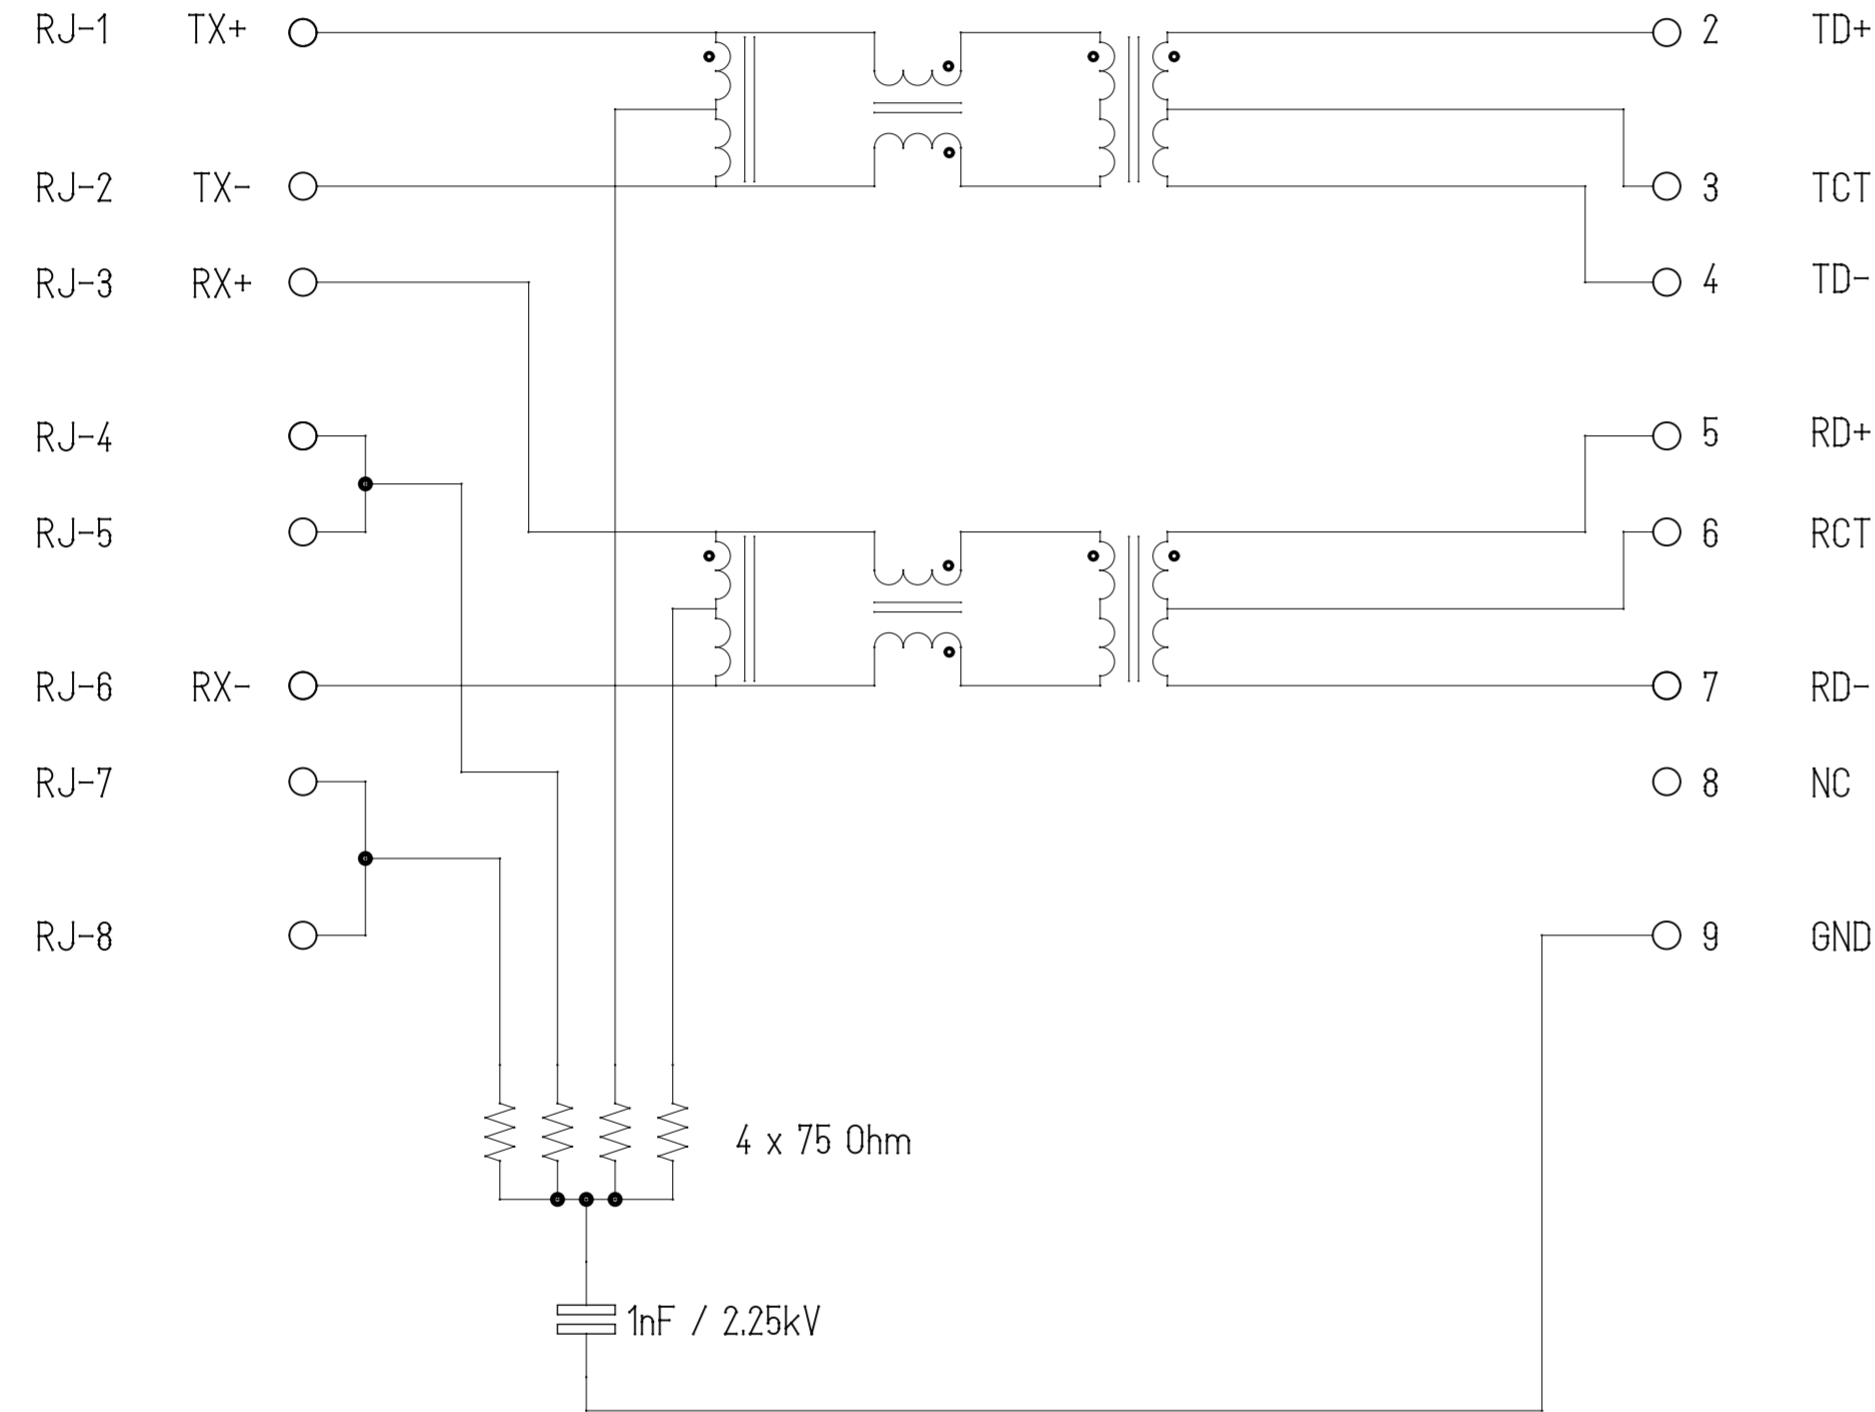 RJ-1 TX+ 2 TD+
RJ-2 TX- 3 TCT
RJ-3 RX+ 4 TD-
RJ-4 5 RD+
RJ-5 6 RCT
RJ-6 RX- 7 RD-
RJ-7 8 NC
RJ-8 9 GND
4 x 75 Ohm
1nF / 2.25kV